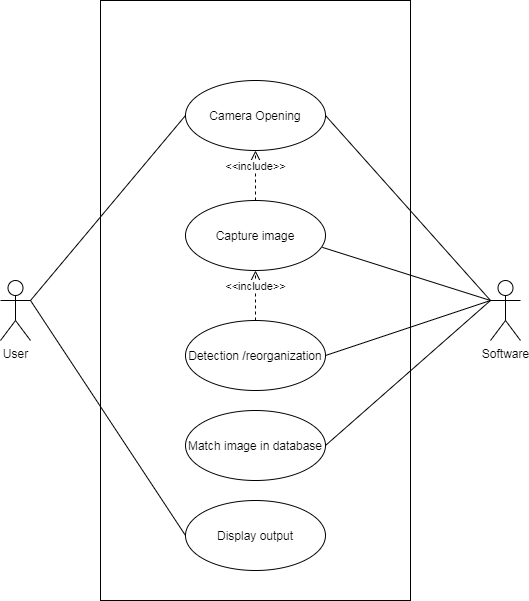 Camera Opening
<<include>>
Capture image
<<include>>
User
Software
Detection /reorganization
Match image in database
Display output